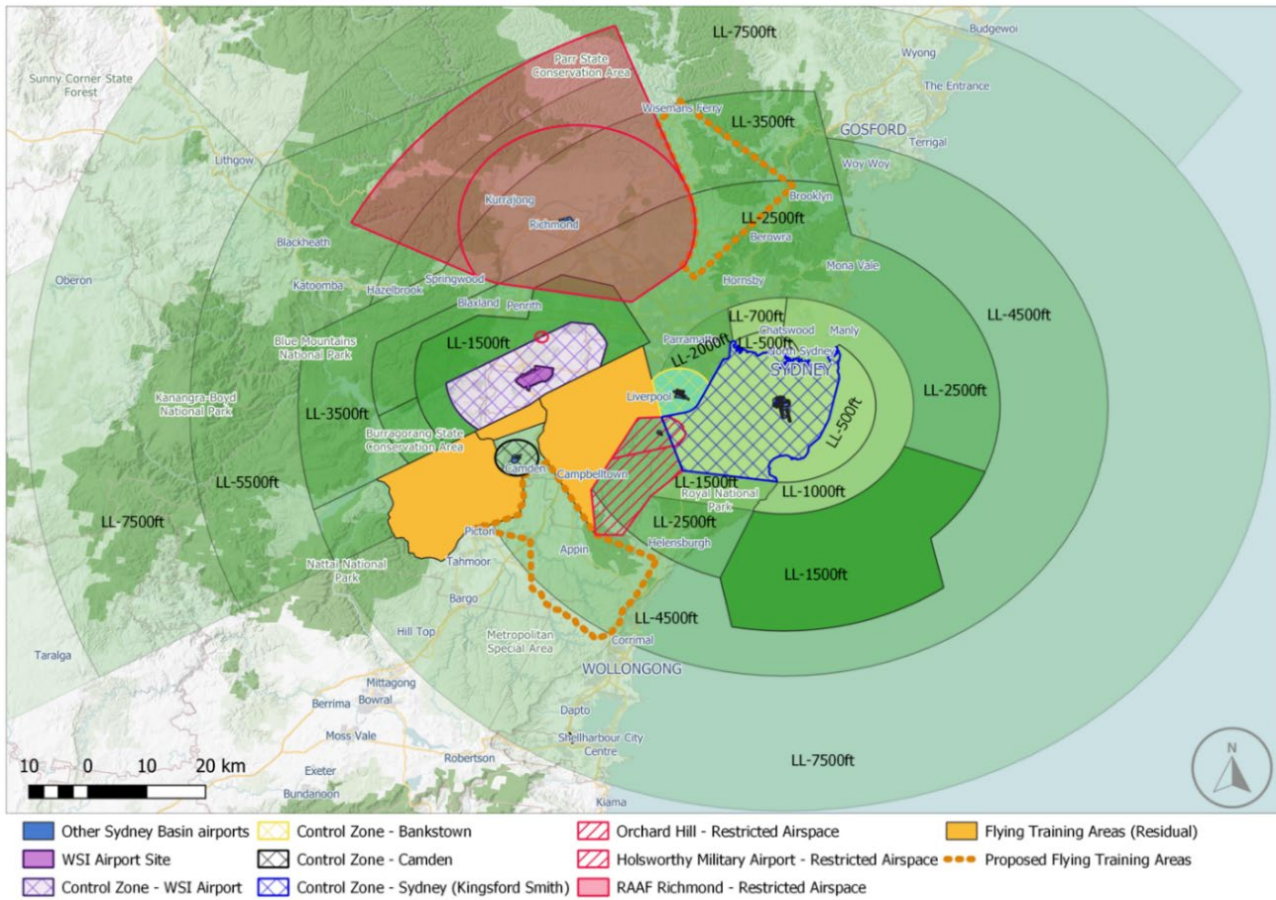 LL-7500ft
Budgewoi
Wyong
Parr State
Conservation Area
Sunny Corner State
Forest
The Entrance
Wisemans Ferry
LL-3500ft
GOSFORD
Terrigal
Lithgow
Woy Woy
Kurrajong
Brooklyn
Richmond
LL-2500ft
Berowra
Blackheath
Mona Vale
Oberon
Springwood
Katoomba
Hazelbrook
Hornsby
Blaxland
Penrith
LL-4500ft
LL-700ft
Chatswood
Manly
Blue Mountains
National Park
LL-1500ft
Parramatta
LL-2000ft
LL-500ft
North Sydney
SYDNEY
Kanangra-Boyd
National Park
Liverpool
LL-2500ft
LL-3500ft
Burragorang State
Conservation Area
LL-500ft
Camden
Campbelltown
LL-5500ft
LL-1500ft
Royal National
Park
LL-1000ft
LL-7500ft
Picton
LL-2500ft
Helensburgh
Appin
Nattai National
Park
Tahmoor
LL-1500ft
Bargo
LL-4500ft
Hill Top
Metropolitan
Special Area
Corrimal
Taralga
WOLLONGONG
Mittagong
Berrima
Bowral
Dapto
Moss Vale
Shellharbour City
Centre
Robertson
LL-7500ft
10 0 10 20 km
Exeter
Bundanoon
Kiama
N
Other Sydney Basin airports
Control Zone - Bankstown
Orchard Hill - Restricted Airspace
Flying Training Areas (Residual)
WSI Airport Site
Control Zone - Camden
Holsworthy Military Airport - Restricted Airspace
Proposed Flying Training Areas
Control Zone - WSI Airport
Control Zone - Sydney (Kingsford Smith)
RAAF Richmond - Restricted Airspace